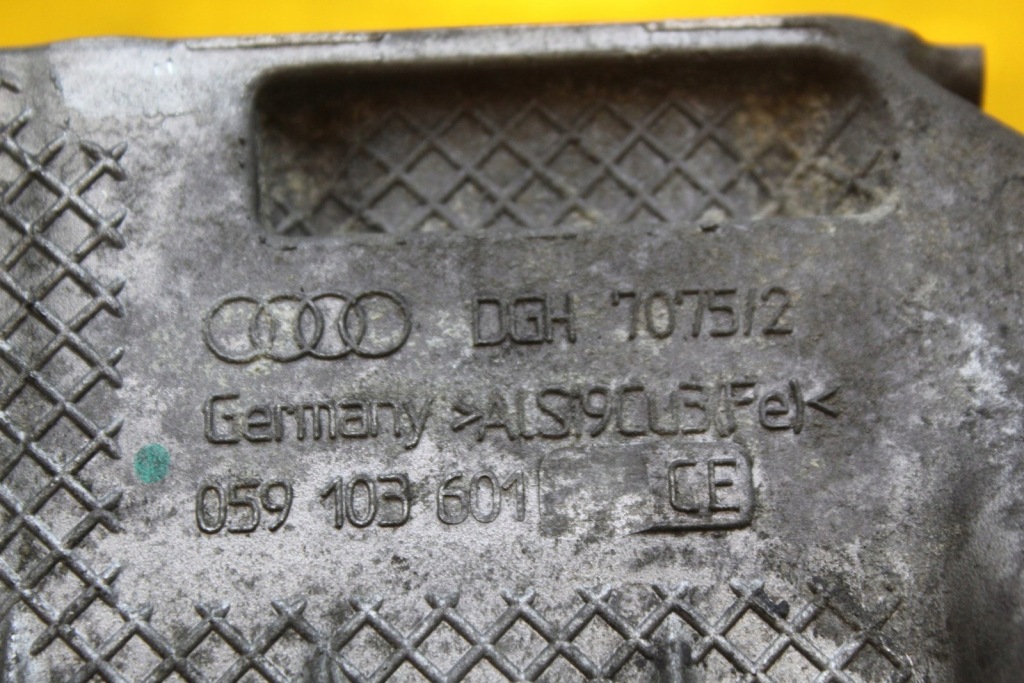 DGH 7075/2
Germany >AlSi9Cu3(Fe)<
059 103 601 CE